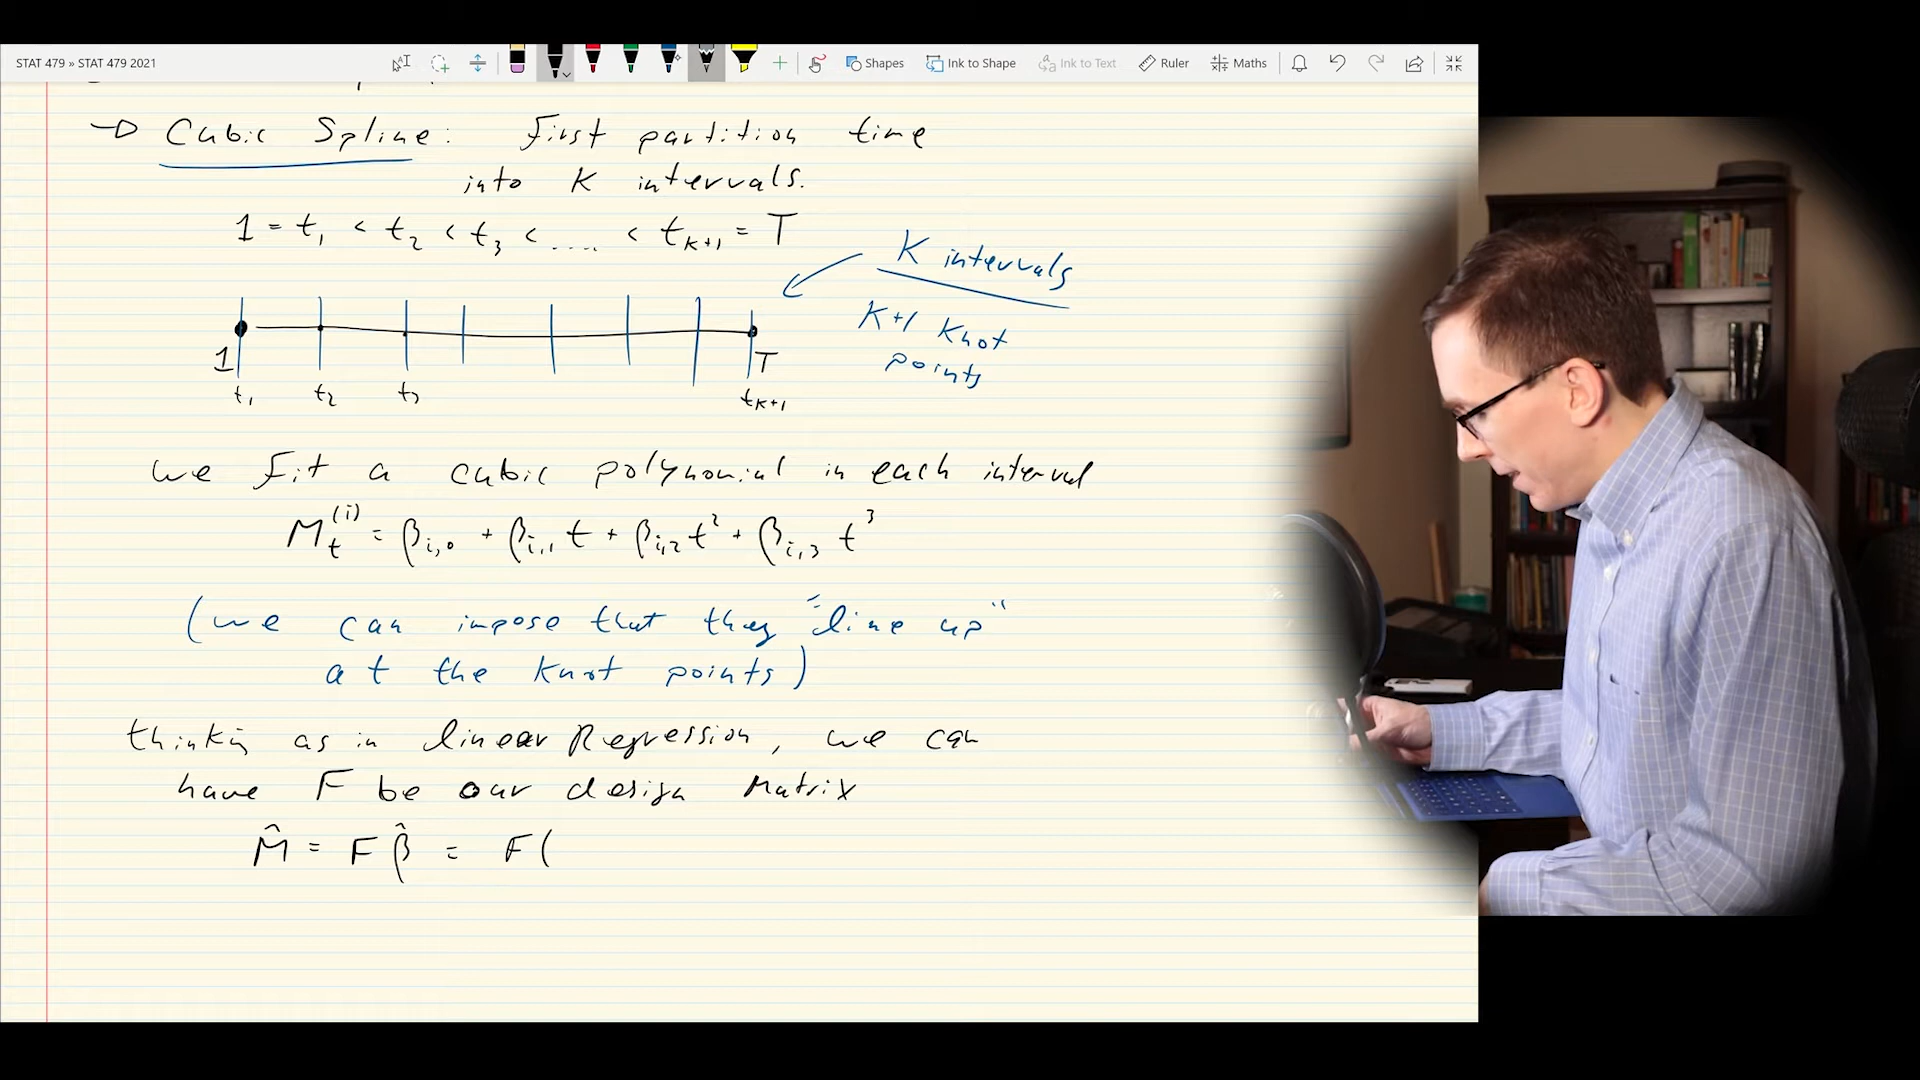 STAT 479 » STAT 479 2021
Shapes
Ink to Shape
Ink to Text
Ruler
Maths
Cubic Spline: First partition time
into K intervals.
1 = t₁ < t₂ < t₃ < .... < tₖ₊₁ = T
K intervals
K+1 Knot
points
1
T
t₁ t₂ t₃ tₖ₊₁
we fit a cubic polynomial in each interval
Mₜ⁽ⁱ⁾ = βᵢ,₀ + βᵢ,₁ t + βᵢ,₂ t² + βᵢ,₃ t³
(we can impose that they "line up"
at the knot points)
thinking as in linear Regression, we can
have F be our design Matrix
M̂ = F β̂ = F (